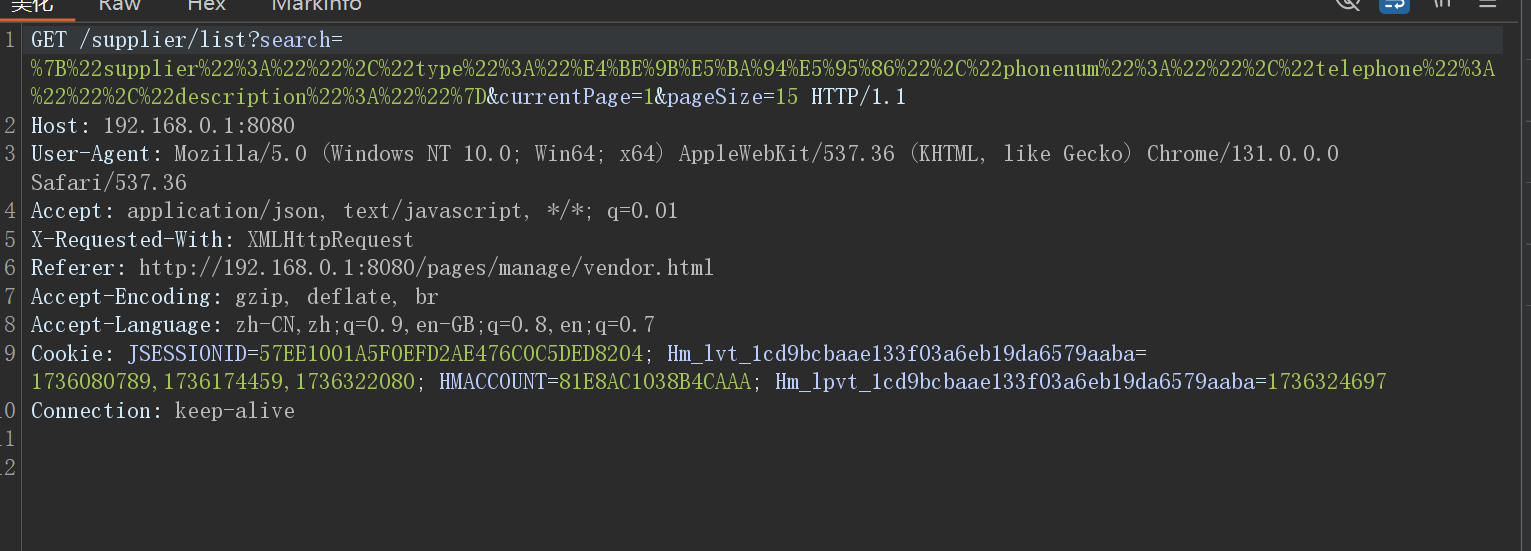 美化 Raw Hex MarkInfo \n
1 GET /supplier/list?search=
%7B%22supplier%22%3A%22%22%2C%22type%22%3A%22%E4%BE%9B%E5%BA%94%E5%95%86%22%2C%22phonenum%22%3A%22%22%2C%22telephone%22%3A
%22%22%2C%22description%22%3A%22%22%7D&currentPage=1&pageSize=15 HTTP/1.1
2 Host: 192.168.0.1:8080
3 User-Agent: Mozilla/5.0 (Windows NT 10.0; Win64; x64) AppleWebKit/537.36 (KHTML, like Gecko) Chrome/131.0.0.0
Safari/537.36
4 Accept: application/json, text/javascript, */*; q=0.01
5 X-Requested-With: XMLHttpRequest
6 Referer: http://192.168.0.1:8080/pages/manage/vendor.html
7 Accept-Encoding: gzip, deflate, br
8 Accept-Language: zh-CN,zh;q=0.9,en-GB;q=0.8,en;q=0.7
9 Cookie: JSESSIONID=57EE1001A5F0EFD2AE476C0C5DED8204; Hm_lvt_1cd9bcbaae133f03a6eb19da6579aaba=
1736080789,1736174459,1736322080; HMACCOUNT=81E8AC1038B4CAAA; Hm_lpvt_1cd9bcbaae133f03a6eb19da6579aaba=1736324697
10 Connection: keep-alive
11
12